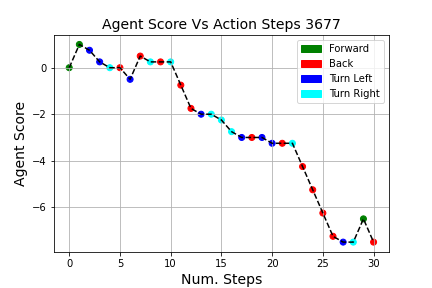 Agent Score Vs Action Steps 3677
Agent Score
0
−2
−4
−6
Forward
Back
Turn Left
Turn Right
0 5 10 15 20 25 30
Num. Steps